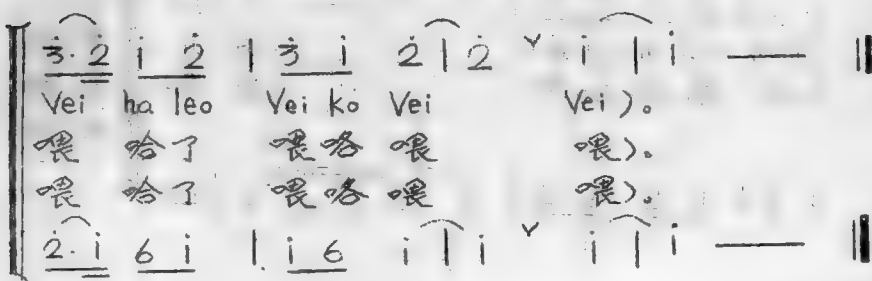 3̇. 2̇ i̇ 2̇ | 3̇ i̇ 2̇ | 2̇ ∨ i̇ | i̇ — ‖
Vei ha leo Vei ko Vei Vei)。
喂 哈了 喂咯 喂 喂)。
喂 哈了 喂咯 喂 喂)。
2̇. i̇ 6 i̇ | i̇ 6 i̇ | i̇ ∨ i̇ | i̇ — ‖